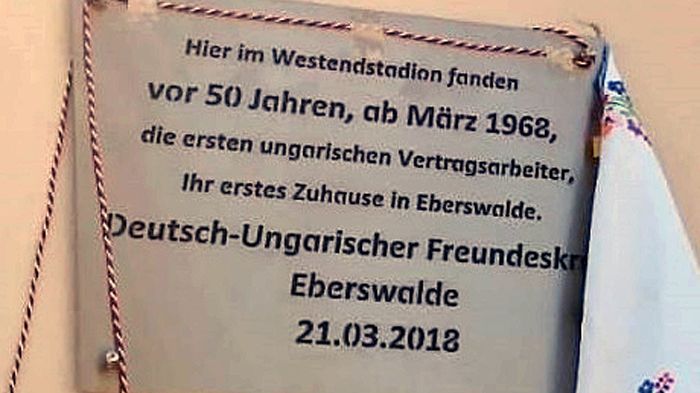 Hier im Westendstadion fanden
vor 50 Jahren, ab März 1968,
die ersten ungarischen Vertragsarbeiter,
Ihr erstes Zuhause in Eberswalde.
Deutsch-Ungarischer
Eberswalde
21.03.2018